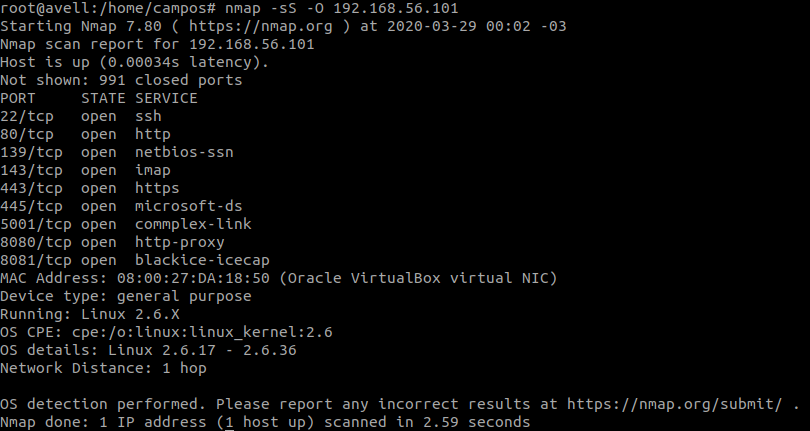 root@avell:/home/campos# nmap -sS -O 192.168.56.101
Starting Nmap 7.80 ( https://nmap.org ) at 2020-03-29 00:02 -03
Nmap scan report for 192.168.56.101
Host is up (0.00034s latency).
Not shown: 991 closed ports
PORT     STATE SERVICE
22/tcp   open  ssh
80/tcp   open  http
139/tcp  open  netbios-ssn
143/tcp  open  imap
443/tcp  open  https
445/tcp  open  microsoft-ds
5001/tcp open  commplex-link
8080/tcp open  http-proxy
8081/tcp open  blackice-icecap
MAC Address: 08:00:27:DA:18:50 (Oracle VirtualBox virtual NIC)
Device type: general purpose
Running: Linux 2.6.X
OS CPE: cpe:/o:linux:linux_kernel:2.6
OS details: Linux 2.6.17 - 2.6.36
Network Distance: 1 hop

OS detection performed. Please report any incorrect results at https://nmap.org/submit/ .
Nmap done: 1 IP address (1 host up) scanned in 2.59 seconds